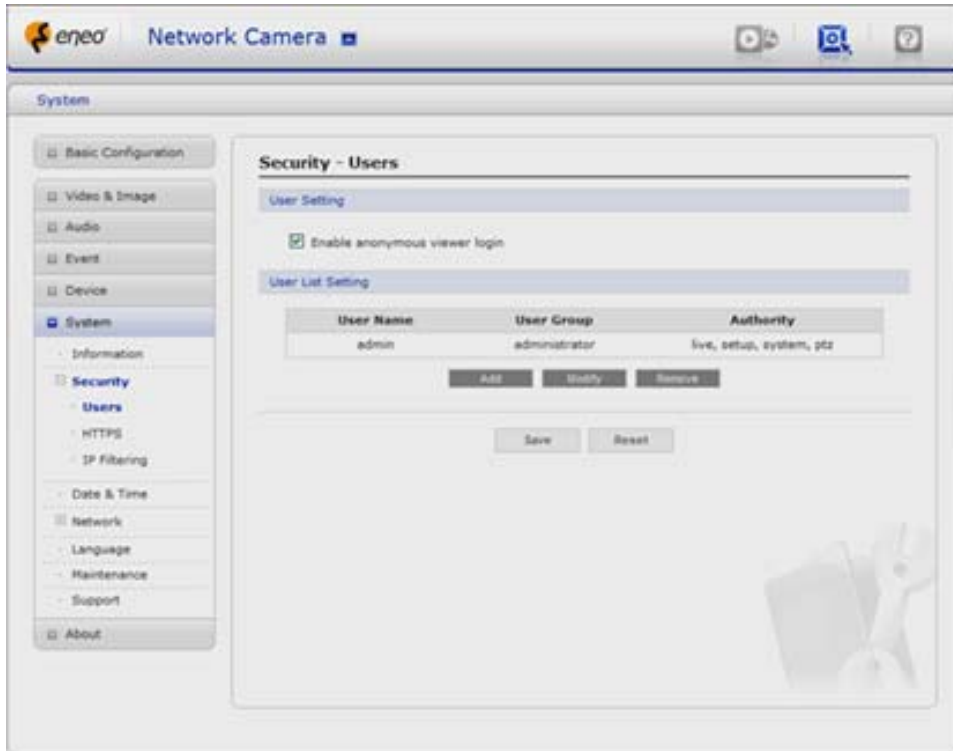 eneo Network Camera
?
System
Basic Configuration
Video & Image
Audio
Event
Device
System
Information
Security
Users
HTTPS
IP Filtering
Date & Time
Network
Language
Maintenance
Support
About
Security - Users
User Setting
Enable anonymous viewer login
User List Setting
User Name User Group Authority
admin administrator live, setup, system, ptz
Add Modify Remove
Save Reset